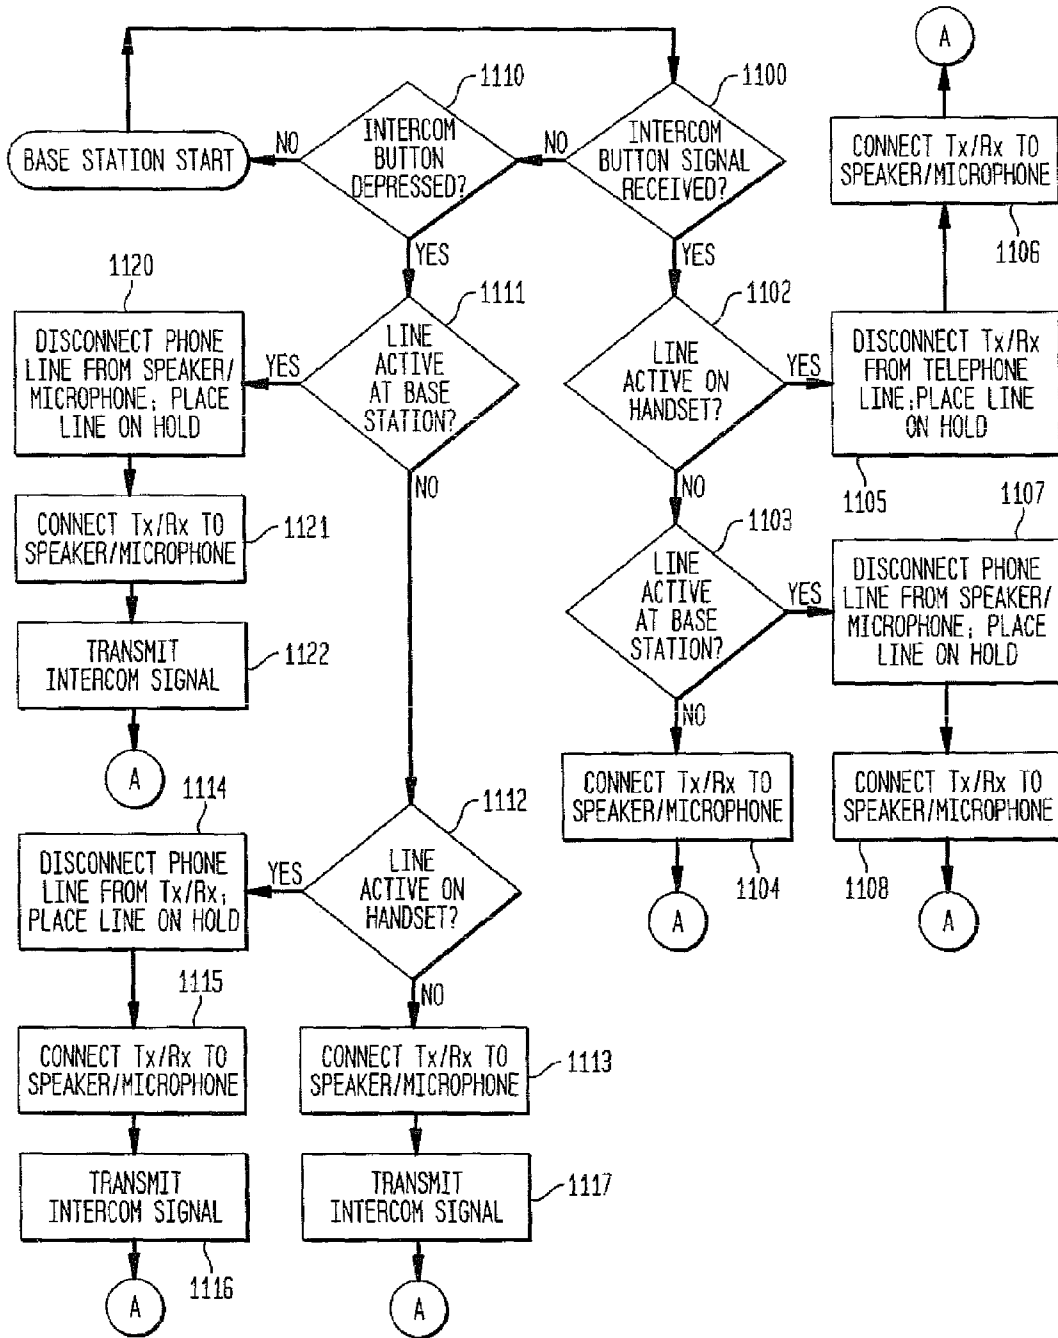 A
1110
1100
BASE STATION START
NO
INTERCOM
BUTTON
DEPRESSED?
NO
INTERCOM
BUTTON SIGNAL
RECEIVED?
CONNECT Tx/Rx TO
SPEAKER/MICROPHONE
1106
YES
YES
1120
1111
1102
DISCONNECT PHONE
LINE FROM SPEAKER/
MICROPHONE; PLACE
LINE ON HOLD
YES
LINE
ACTIVE
AT BASE
STATION?
LINE
ACTIVE ON
HANDSET?
YES
DISCONNECT Tx/Rx
FROM TELEPHONE
LINE;PLACE LINE
ON HOLD
1105
NO
NO
CONNECT Tx/Rx TO
SPEAKER/MICROPHONE
1121
1103
1107
LINE
ACTIVE
AT BASE
STATION?
YES
DISCONNECT PHONE
LINE FROM SPEAKER/
MICROPHONE; PLACE
LINE ON HOLD
TRANSMIT
INTERCOM SIGNAL
1122
NO
A
CONNECT Tx/Rx TO
SPEAKER/MICROPHONE
1104
CONNECT Tx/Rx TO
SPEAKER/MICROPHONE
1108
1114
1112
DISCONNECT PHONE
LINE FROM Tx/Rx;
PLACE LINE ON HOLD
YES
LINE
ACTIVE ON
HANDSET?
A
A
NO
1115
CONNECT Tx/Rx TO
SPEAKER/MICROPHONE
CONNECT Tx/Rx TO
SPEAKER/MICROPHONE
1113
TRANSMIT
INTERCOM SIGNAL
1116
TRANSMIT
INTERCOM SIGNAL
1117
A
A